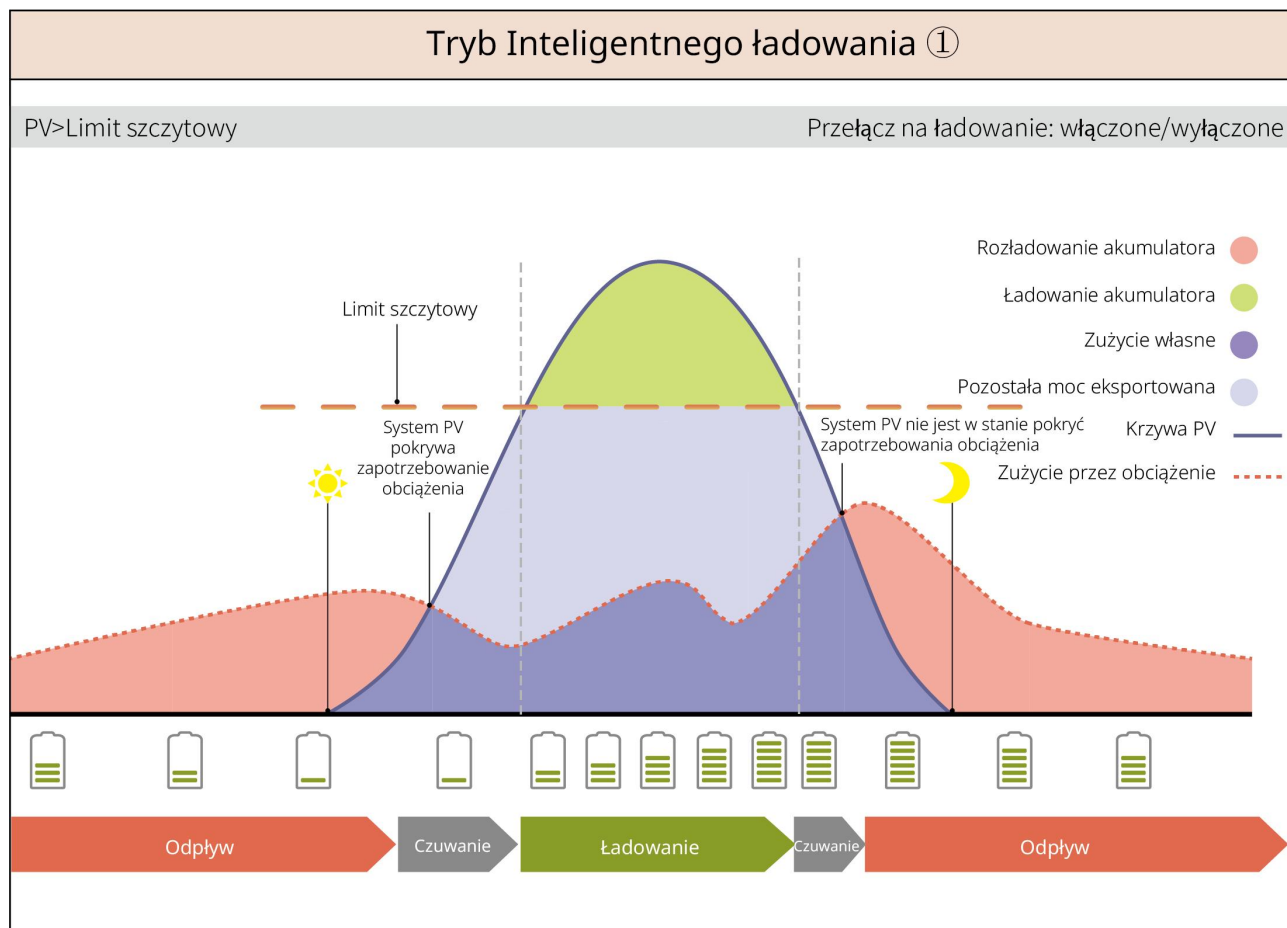 Tryb Inteligentnego ładowania ①
PV>Limit szczytowy
Przełącz na ładowanie: włączone/wyłączone
Rozładowanie akumulatora
Ładowanie akumulatora
Zużycie własne
Pozostała moc eksportowana
Krzywa PV
Zużycie przez obciążenie
Limit szczytowy
System PV
pokrywa
zapotrzebowanie
obciążenia
System PV nie jest w stanie pokryć
zapotrzebowania obciążenia
Odpływ
Czuwanie
Ładowanie
Czuwanie
Odpływ